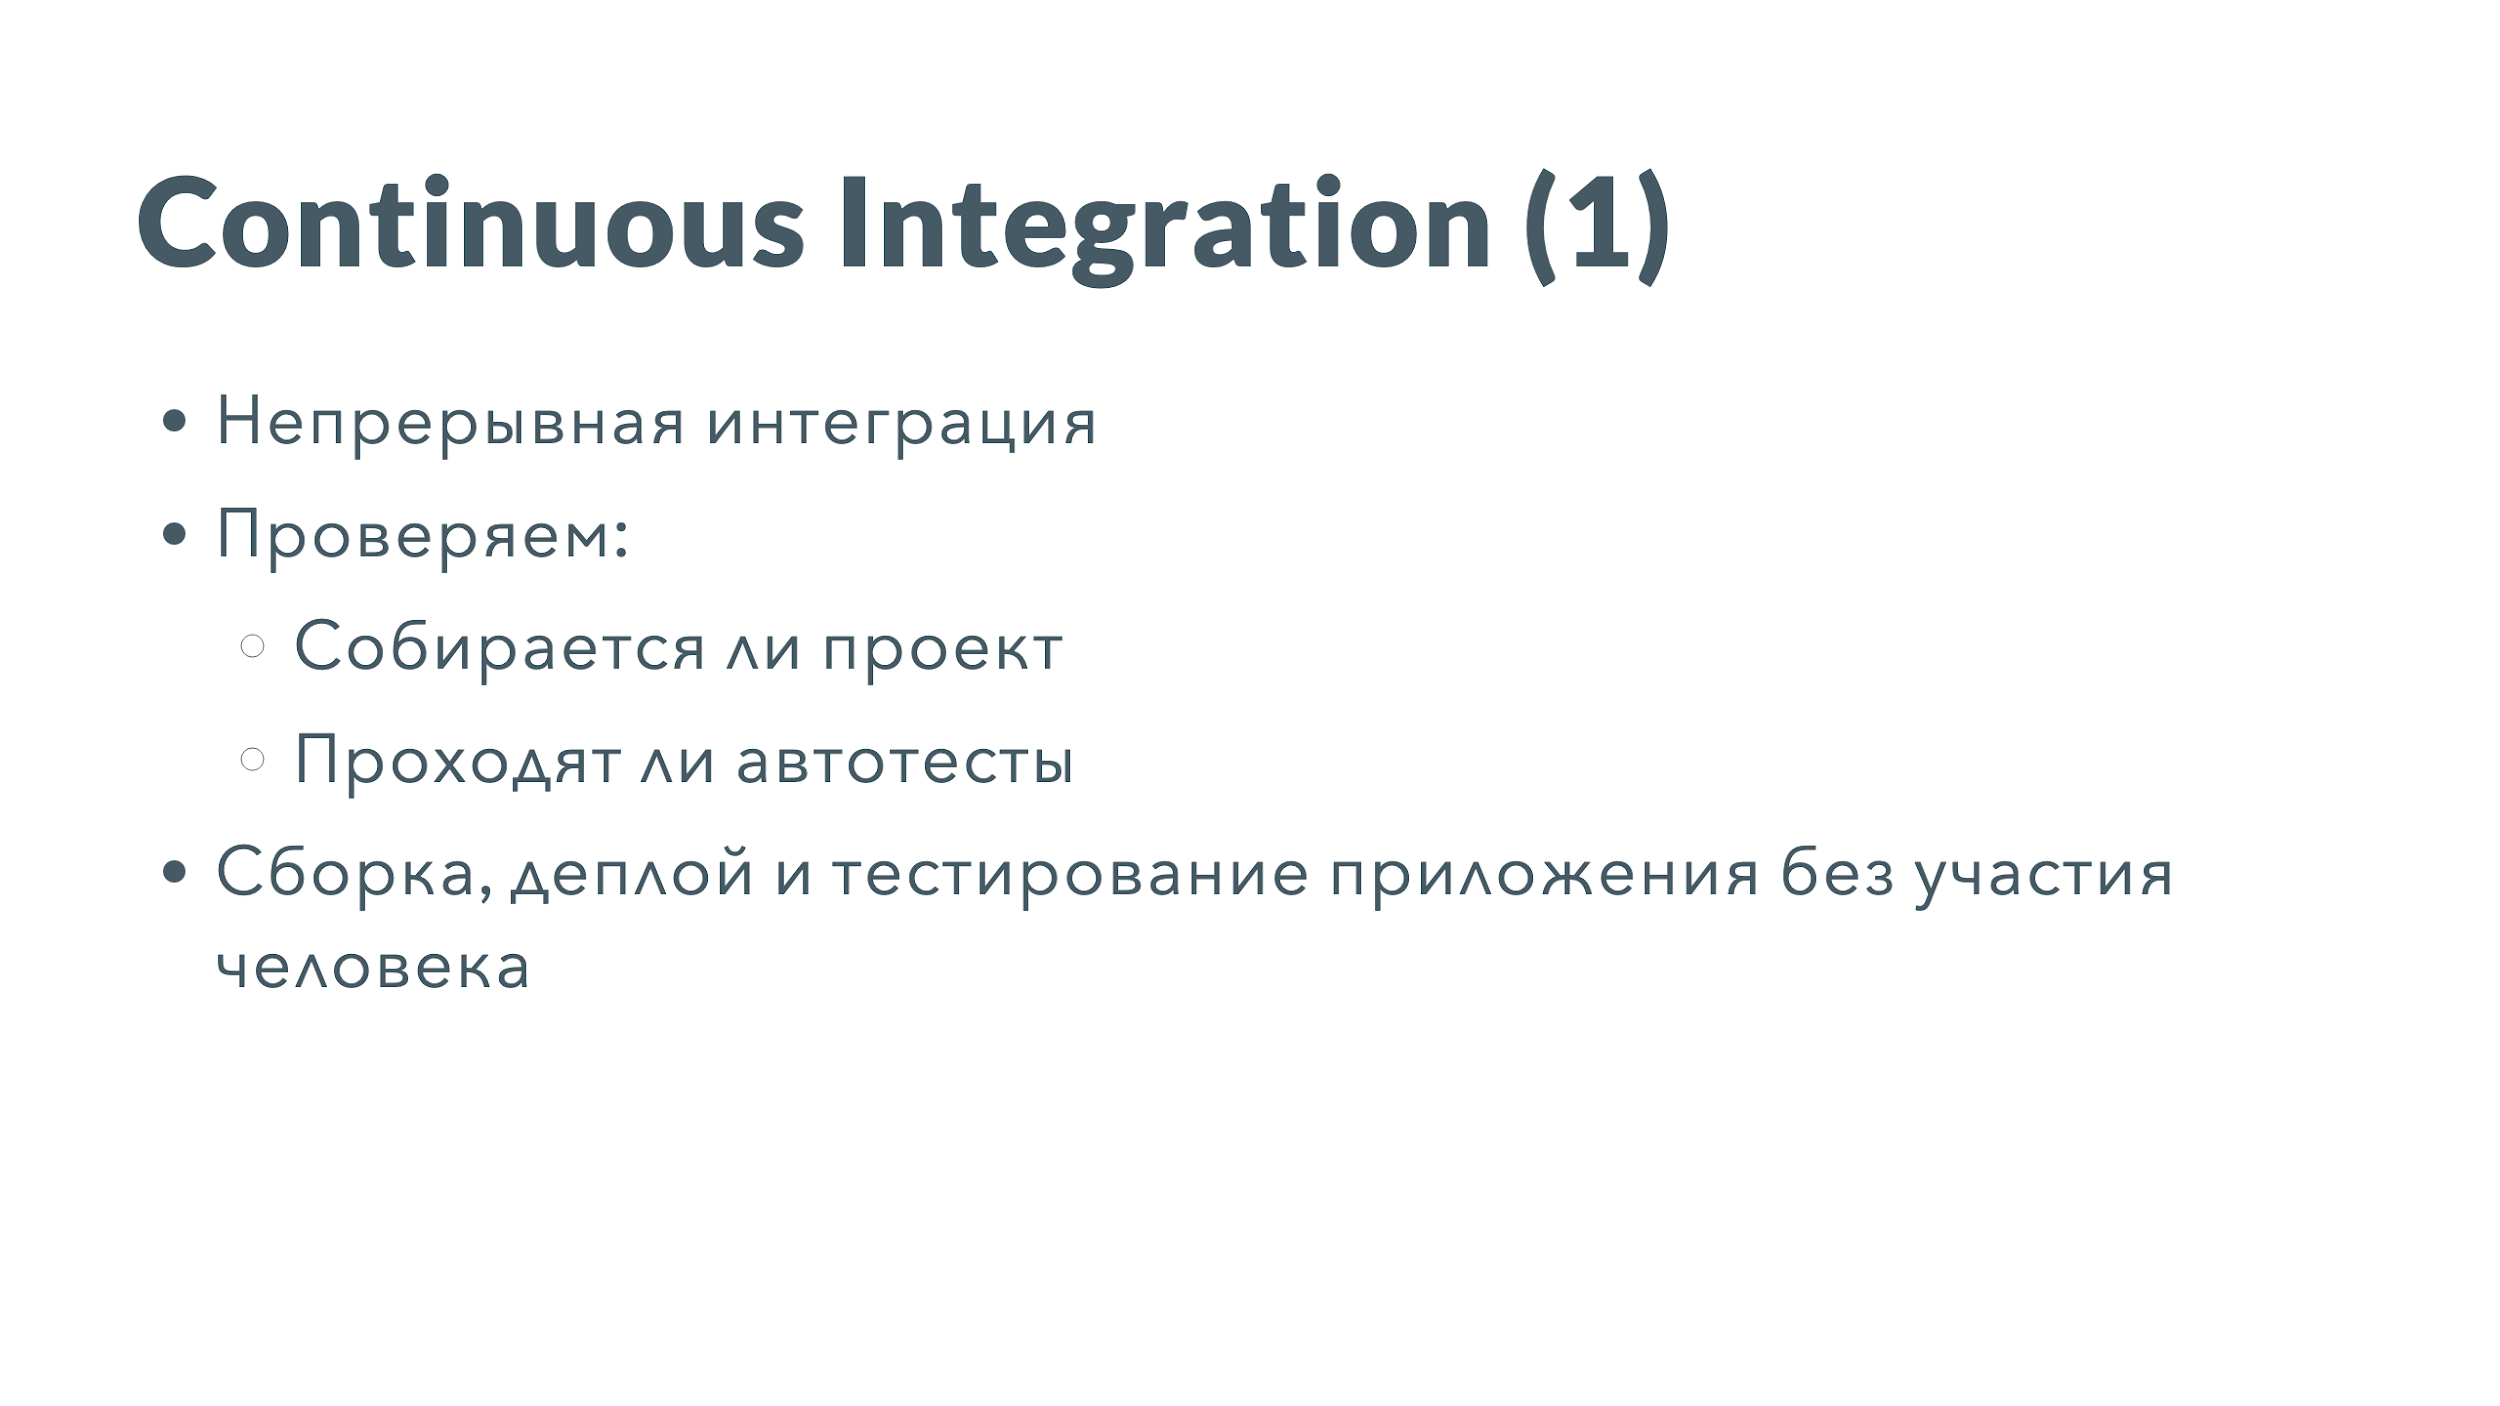 Continuous Integration (1)
• Непрерывная интеграция
• Проверяем:
○ Собирается ли проект
○ Проходят ли автотесты
• Сборка, деплой и тестирование приложения без участия
человека